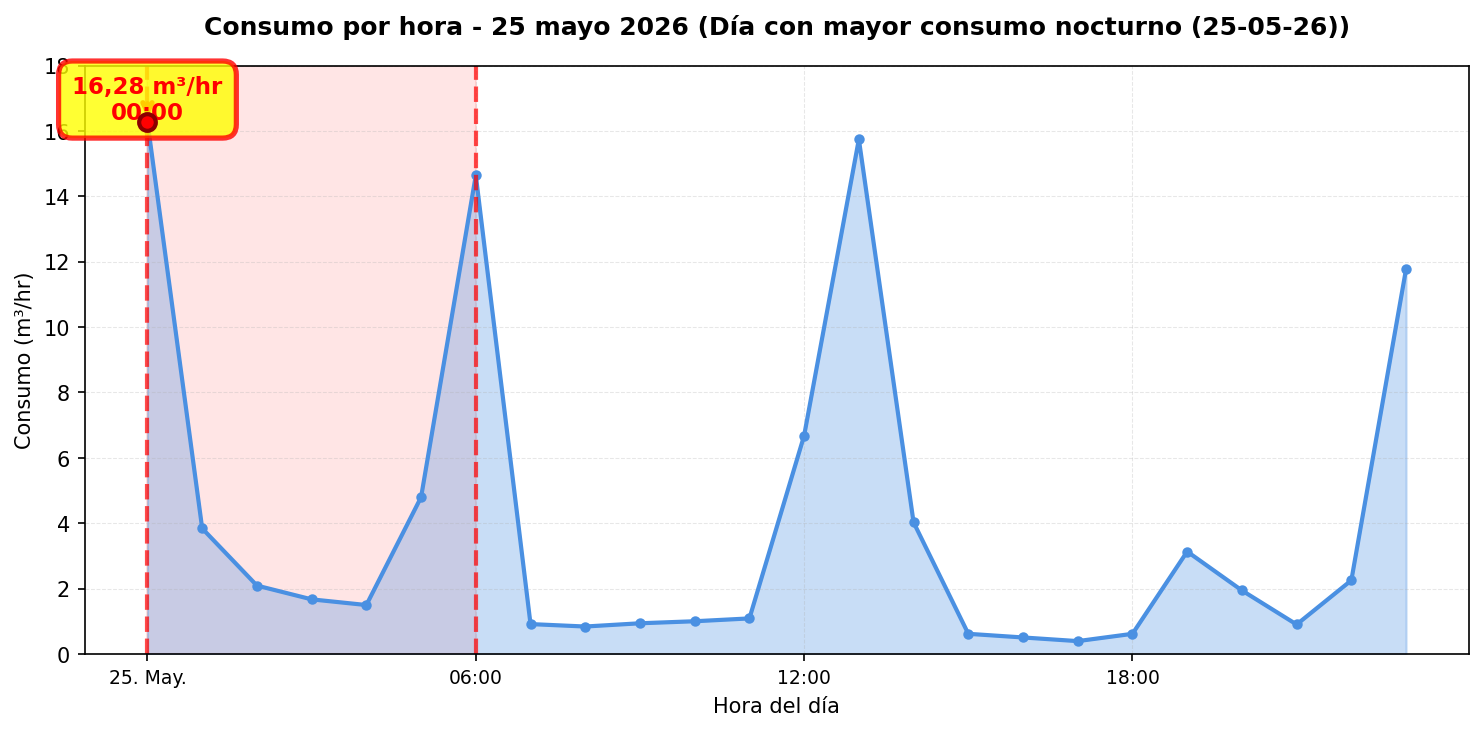 Consumo por hora - 25 mayo 2026 (Día con mayor consumo nocturno (25-05-26))
16,28 m³/hr
00:00
18
16
14
12
10
8
6
4
2
0
Consumo (m³/hr)
25. May.
06:00
12:00
18:00
Hora del día